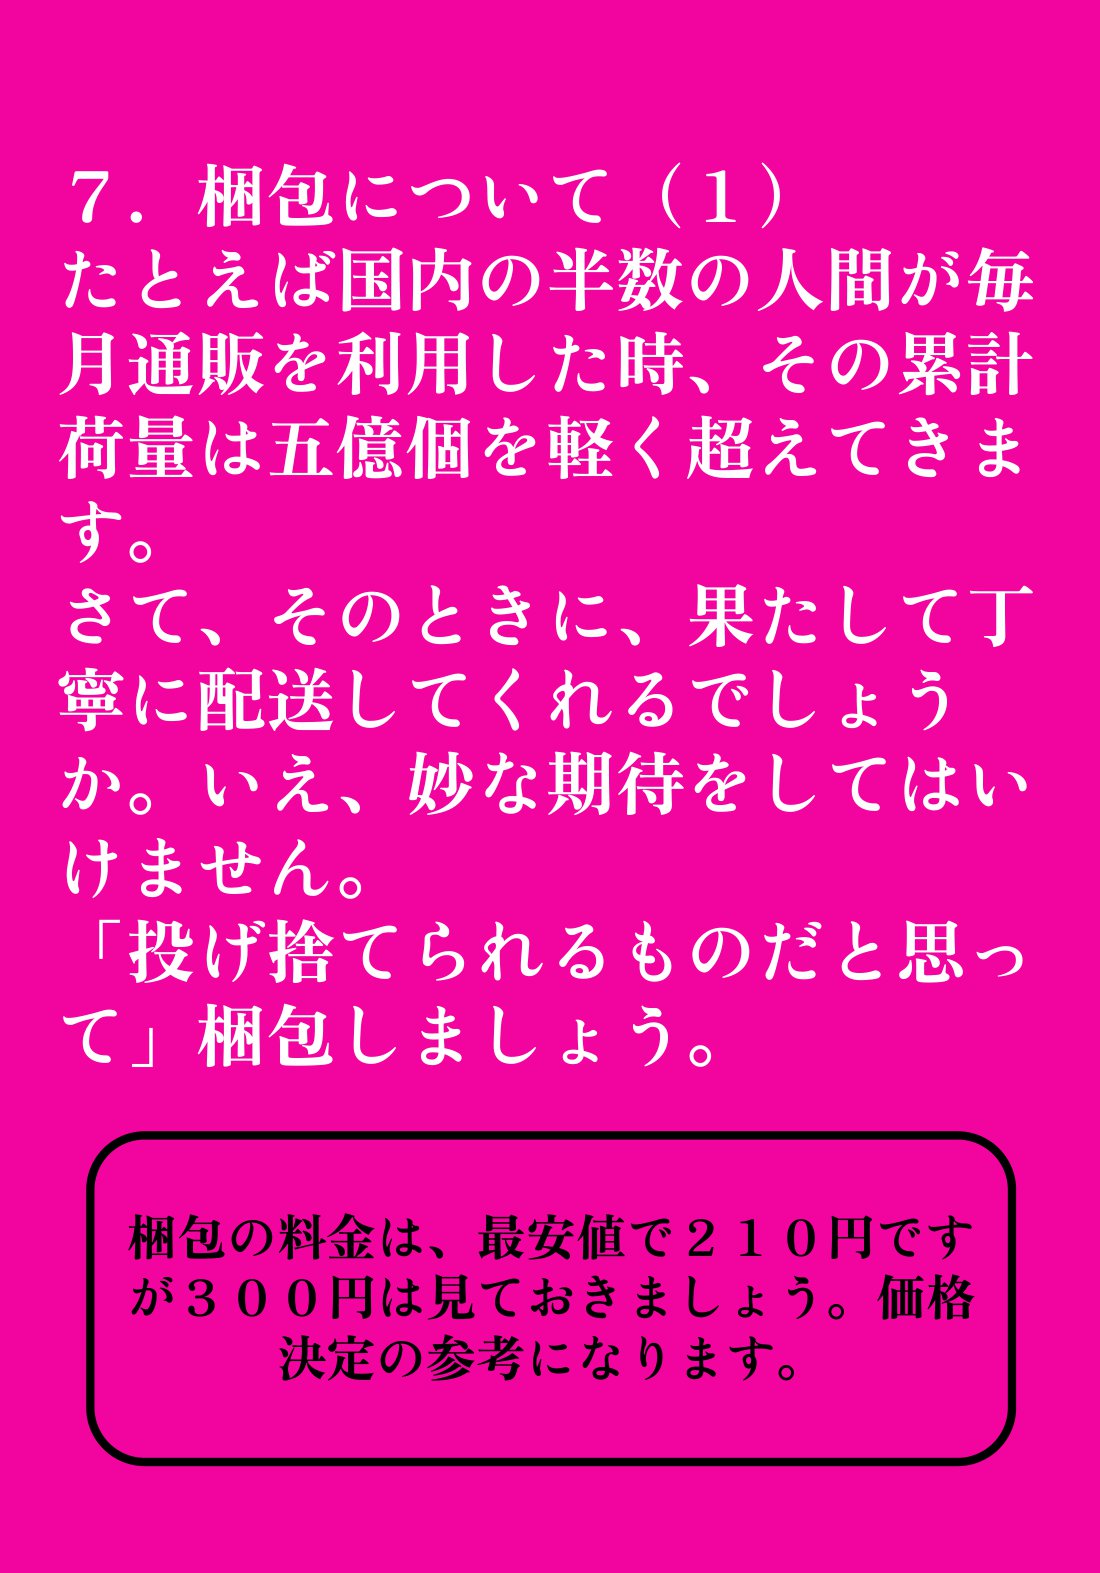 ７．梱包について（１）
たとえば国内の半数の人間が毎
月通販を利用した時、その累計
荷量は五億個を軽く超えてきま
す。
さて、そのときに、果たして丁
寧に配送してくれるでしょう
か。いえ、妙な期待をしてはい
けません。
「投げ捨てられるものだと思っ
て」梱包しましょう。
梱包の料金は、最安値で２１０円です
が３００円は見ておきましょう。価格
決定の参考になります。